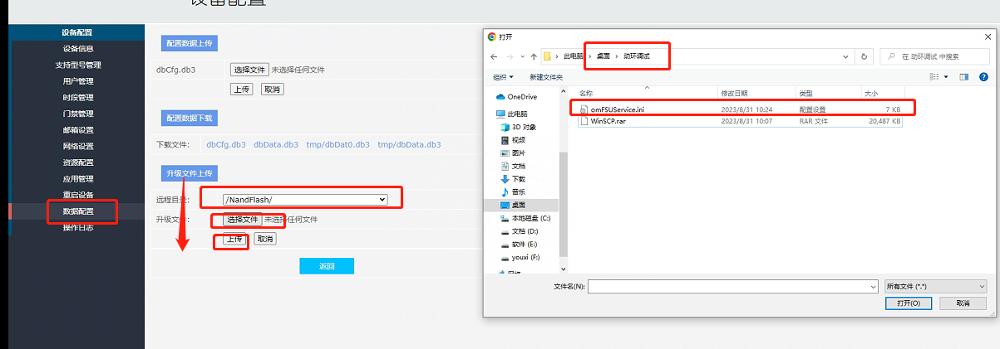 设备配置
设备配置
设备信息
支持型号管理
用户管理
时段管理
门禁管理
邮箱设置
网络设置
资源配置
应用管理
重启设备
数据配置
操作日志
配置数据上传
dbCfg.db3 选择文件 未选择任何文件
上传 取消
配置数据下载
下载文件: dbCfg.db3 dbData.db3 tmp/dbDat0.db3 tmp/dbData.db3
升级文件上传
远程目录: /NandFlash/
升级文件: 选择文件 未选择任何文件
上传 取消
返回
打开
此电脑 › 桌面 › 动环调试
在 动环调试 中搜索
组织 新建文件夹
OneDrive
此电脑
3D 对象
视频
图片
文档
下载
音乐
桌面
本地磁盘 (C:)
文档 (D:)
软件 (E:)
youxi (F:)
网络
名称 修改日期 类型 大小
omFSUService.ini 2023/8/31 10:24 配置设置 7 KB
WinSCP.rar 2023/8/31 10:07 RAR 文件 20,487 KB
文件名(N):
所有文件 (*.*)
打开(O) 取消